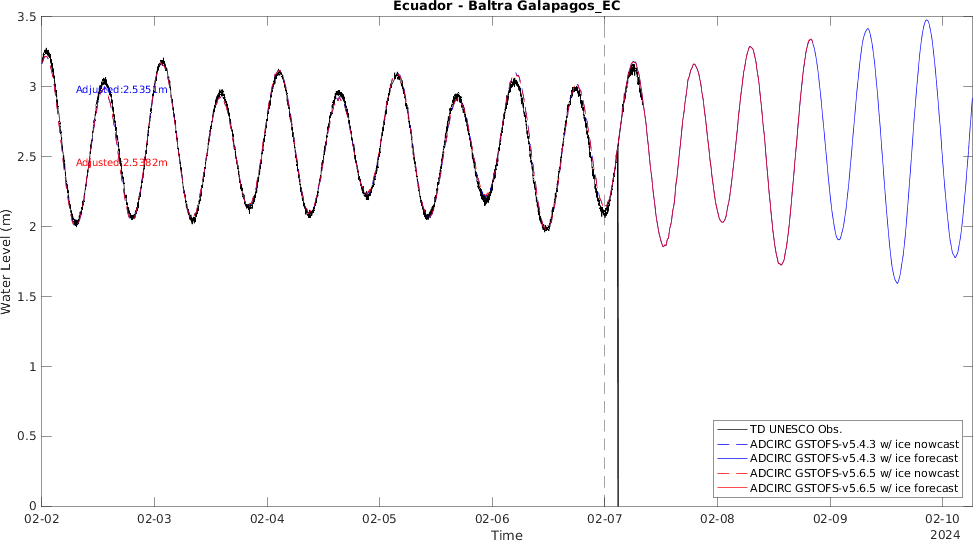 Ecuador - Baltra Galapagos_EC
3.5
3
2.5
2
1.5
1
0.5
0
Water Level (m)
Adjusted:2.5351m
Adjusted:2.5382m
TD UNESCO Obs.
ADCIRC GSTOFS-v5.4.3 w/ ice nowcast
ADCIRC GSTOFS-v5.4.3 w/ ice forecast
ADCIRC GSTOFS-v5.6.5 w/ ice nowcast
ADCIRC GSTOFS-v5.6.5 w/ ice forecast
02-02 02-03 02-04 02-05 02-06 02-07 02-08 02-09 02-10
Time
2024